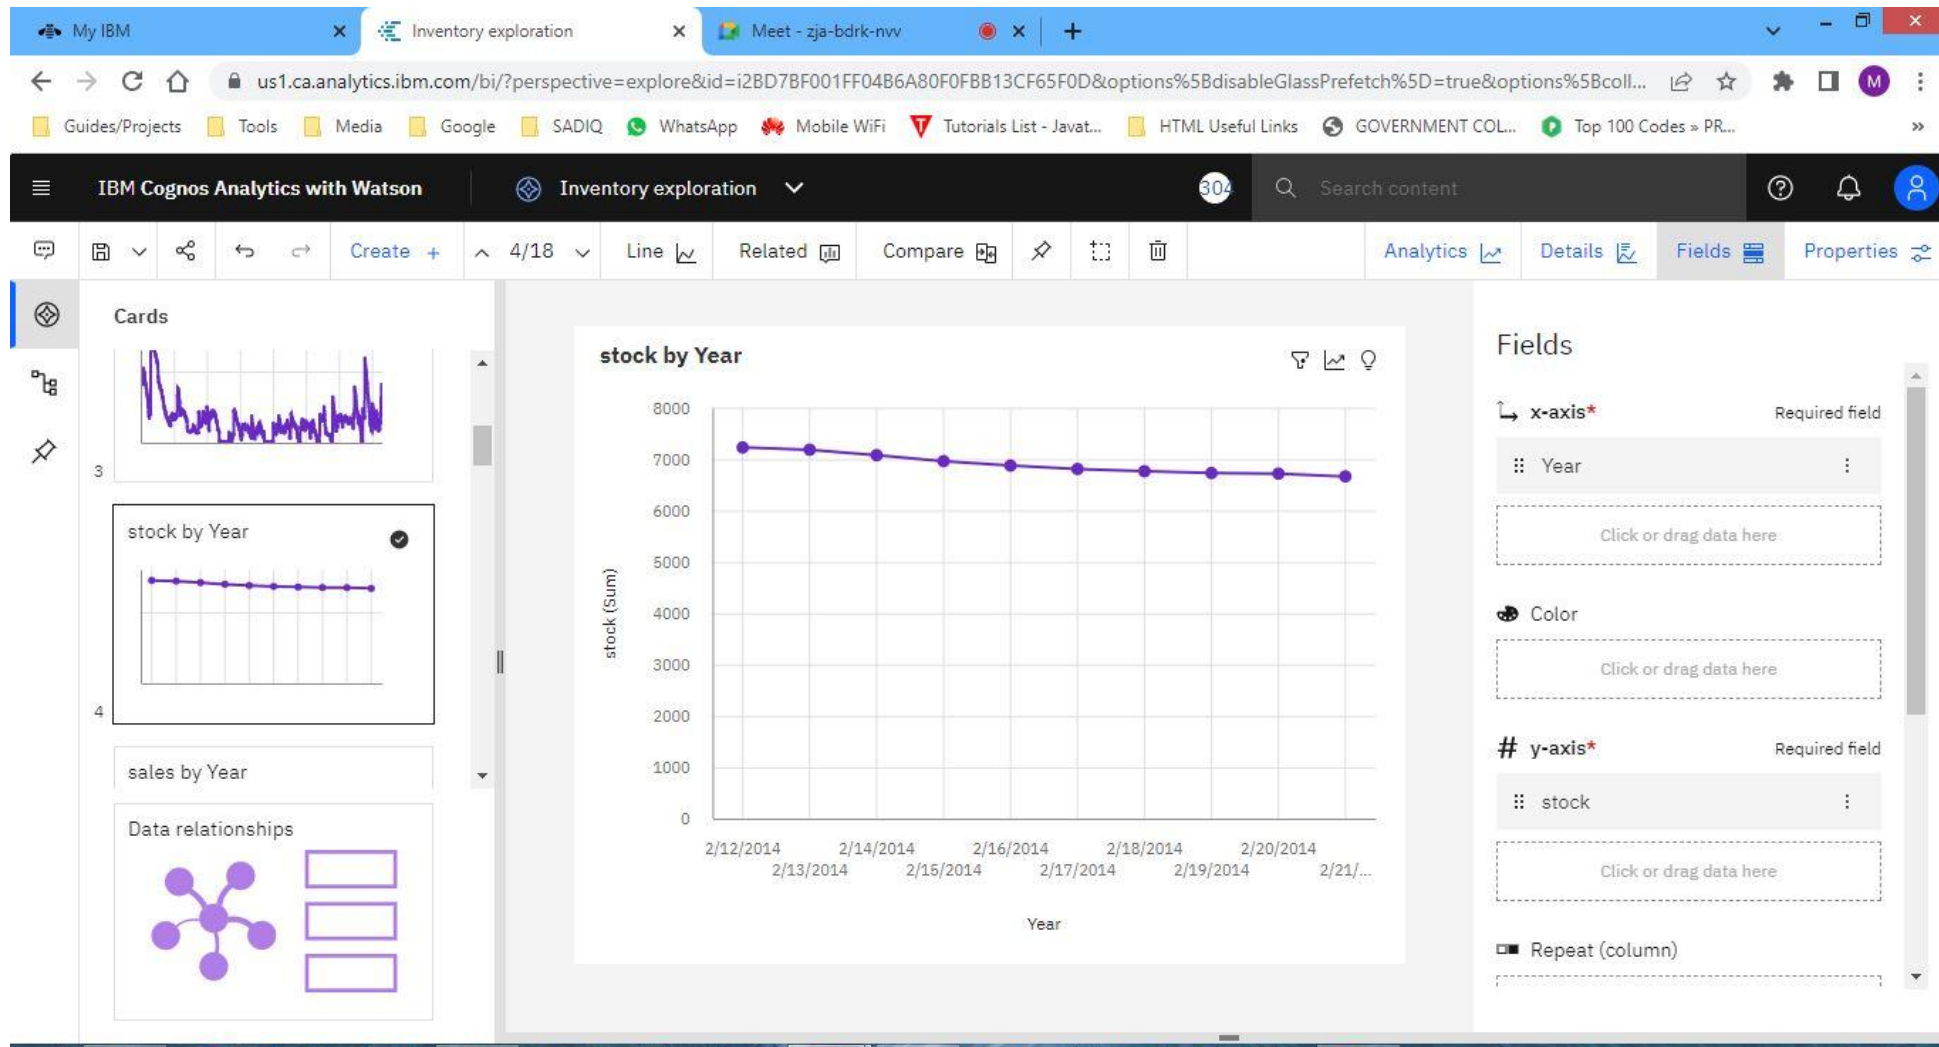 My IBM
Inventory exploration
Meet - zja-bdrk-nvv
us1.ca.analytics.ibm.com/bi/?perspective=explore&id=i2BD7BF001FF04B6A80F0FBB13CF65F0D&options%5BdisableGlassPrefetch%5D=true&options%5Bcoll...
M
Guides/Projects
Tools
Media
Google
SADIQ
WhatsApp
Mobile WiFi
Tutorials List - Javat...
HTML Useful Links
GOVERNMENT COL...
Top 100 Codes » PR...
»
IBM Cognos Analytics with Watson
Inventory exploration
304
Search content
Create +
4/18
Line
Related
Compare
Analytics
Details
Fields
Properties
Cards
3
stock by Year
4
sales by Year
Data relationships
stock by Year
8000
7000
6000
5000
4000
3000
2000
1000
0
stock (Sum)
2/12/2014
2/13/2014
2/14/2014
2/15/2014
2/16/2014
2/17/2014
2/18/2014
2/19/2014
2/20/2014
2/21/...
Year
Fields
x-axis*
Required field
Year
Click or drag data here
Color
Click or drag data here
# y-axis*
Required field
stock
Click or drag data here
Repeat (column)